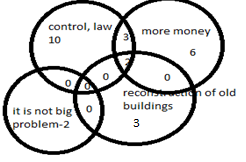 control, law
10
3
more money
6
2
0
0
0
0
reconstruction of old
buildings
3
it is not big
problem-2
0